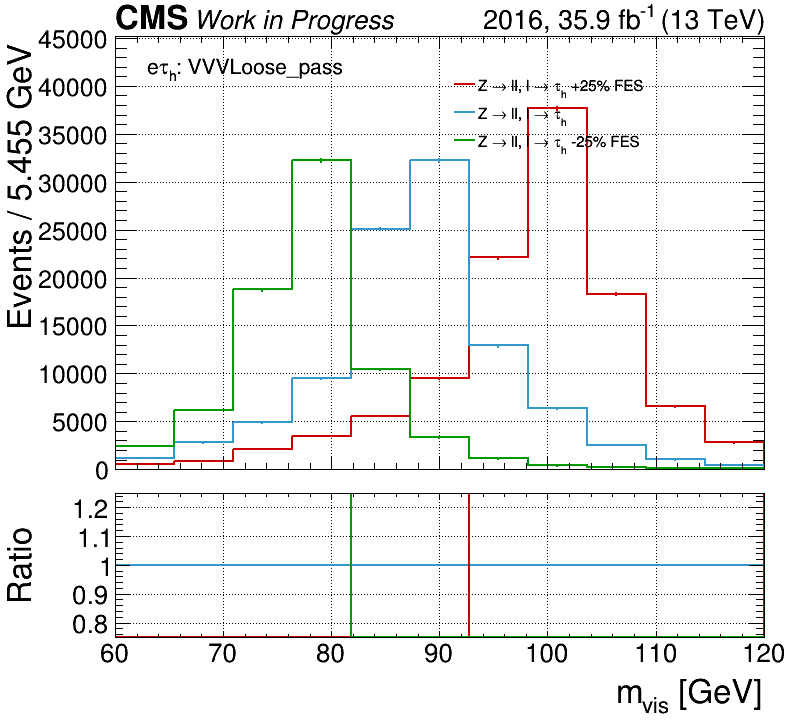 CMS Work in Progress 2016, 35.9 fb⁻¹ (13 TeV)
eτₕ: VVVLoose_pass
Z → ll, l → τₕ +25% FES
Z → ll, l → τₕ
Z → ll, l → τₕ -25% FES
Events / 5.455 GeV
45000
40000
35000
30000
25000
20000
15000
10000
5000
0
Ratio
1.2
1.1
1
0.9
0.8
60 70 80 90 100 110 120
m_vis [GeV]